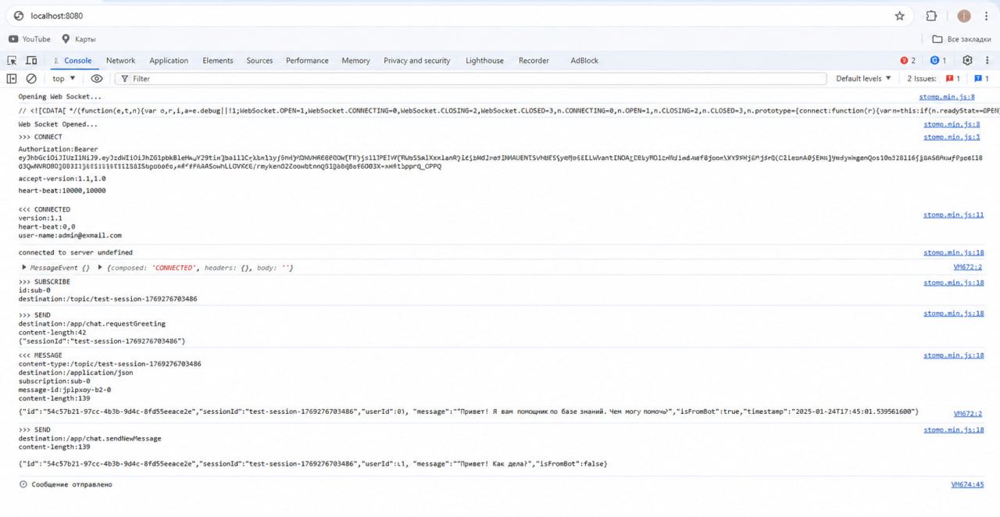 localhost:8080
YouTube Карты Все закладки
Console Network Application Elements Sources Performance Memory Privacy and security Lighthouse Recorder AdBlock 2 1
top Filter Default levels 2 Issues: 1 1
Opening Web Socket... stomp.min.js:8
// <![CDATA[ */(function(e,t,n){var o,r,i,a=e.debug||!1;WebSocket.OPEN=1,WebSocket.CONNECTING=0,WebSocket.CLOSING=2,WebSocket.CLOSED=3,n.CONNECTING=0,n.OPEN=1,n.CLOSING=2,n.CLOSED=3,n.prototype={connect:function(r){var n=this:if(n.readyStat==OPEN
Web Socket Opened... stomp.min.js:8
>>> CONNECT stomp.min.js:3
Authorization:Bearer
accept-version:1.1,1.0
heart-beat:10000,10000
<<< CONNECTED
version:1.1 stomp.min.js:11
heart-beat:0,0
user-name:admin@exmail.com
connected to server undefined stomp.min.js:18
MessageEvent {} {composed: 'CONNECTED', headers: {}, body: ''} VM672:2
>>> SUBSCRIBE stomp.min.js:18
id:sub-0
destination:/topic/test-session-1769276703486
>>> SEND stomp.min.js:18
destination:/app/chat.requestGreeting
content-length:42
{"sessionId":"test-session-1769276703486"}
<<< MESSAGE stomp.min.js:18
content-type:/topic/test-session-1769276703486
destination:/application/json
subscription:sub-0
message-id:jplpxoy-b2-0
content-length:139
{"id":"54c57b21-97cc-4b3b-9d4c-8fd55eeace2e","sessionId":"test-session-1769276703486","userId":0), "message":""Привет! Я вам помощник по базе знаний. Чем могу помочь?","isFromBot":true,"timestamp":"2025-01-24T17:45:01.539561600"} VM672:2
>>> SEND stomp.min.js:18
destination:/app/chat.sendNewMessage
content-length:139
{"id":"54c57b21-97cc-4b3b-9d4c-8fd55eeace2e","sessionId":"test-session-1769276703486","userId": "message":""Привет! Как дела?","isFromBot":false}
Сообщение отправлено VM674:45